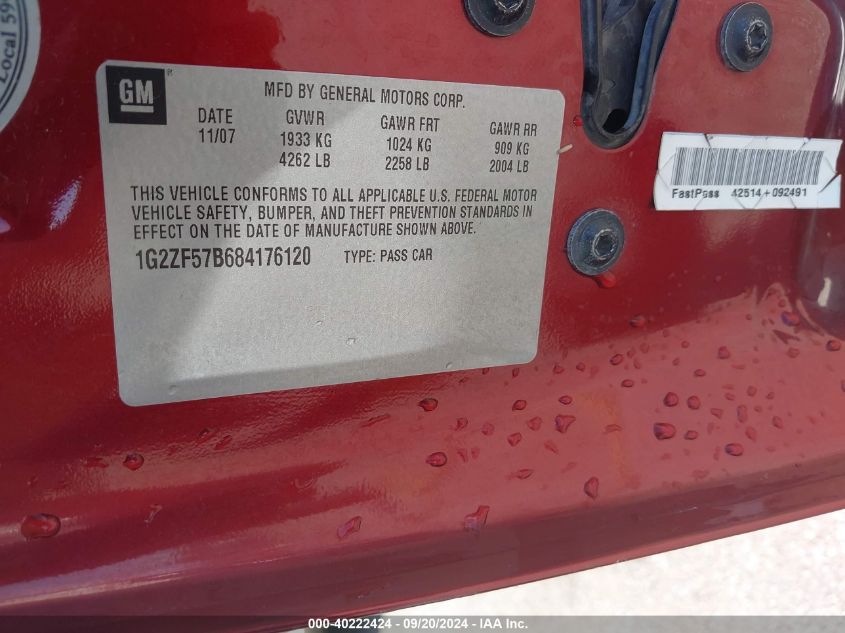 Local 59
GM
MFD BY GENERAL MOTORS CORP.
DATE GVWR GAWR FRT GAWR RR
11/07 1933 KG 1024 KG 909 KG
4262 LB 2258 LB 2004 LB
THIS VEHICLE CONFORMS TO ALL APPLICABLE U.S. FEDERAL MOTOR
VEHICLE SAFETY, BUMPER, AND THEFT PREVENTION STANDARDS IN
EFFECT ON THE DATE OF MANUFACTURE SHOWN ABOVE.
1G2ZF57B684176120 TYPE: PASS CAR
FastPass 42514+092491
000-40222424 - 09/20/2024 - IAA Inc.